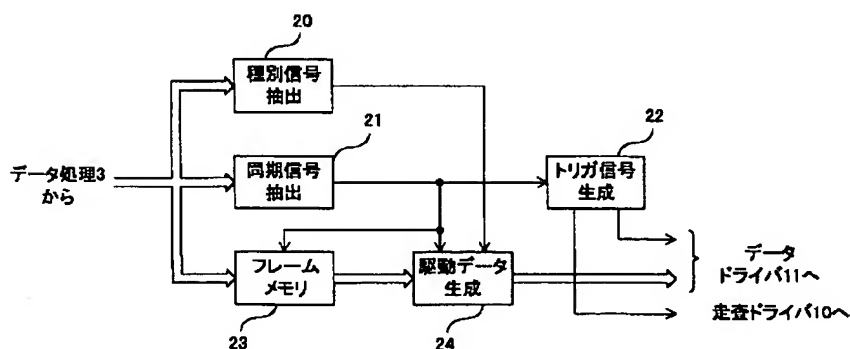 20
種別信号
抽出
21
同期信号
抽出
22
トリガ信号
生成
データ処理3
から
フレーム
メモリ
23
駆動データ
生成
24
データ
ドライバ11へ
走査ドライバ10へ